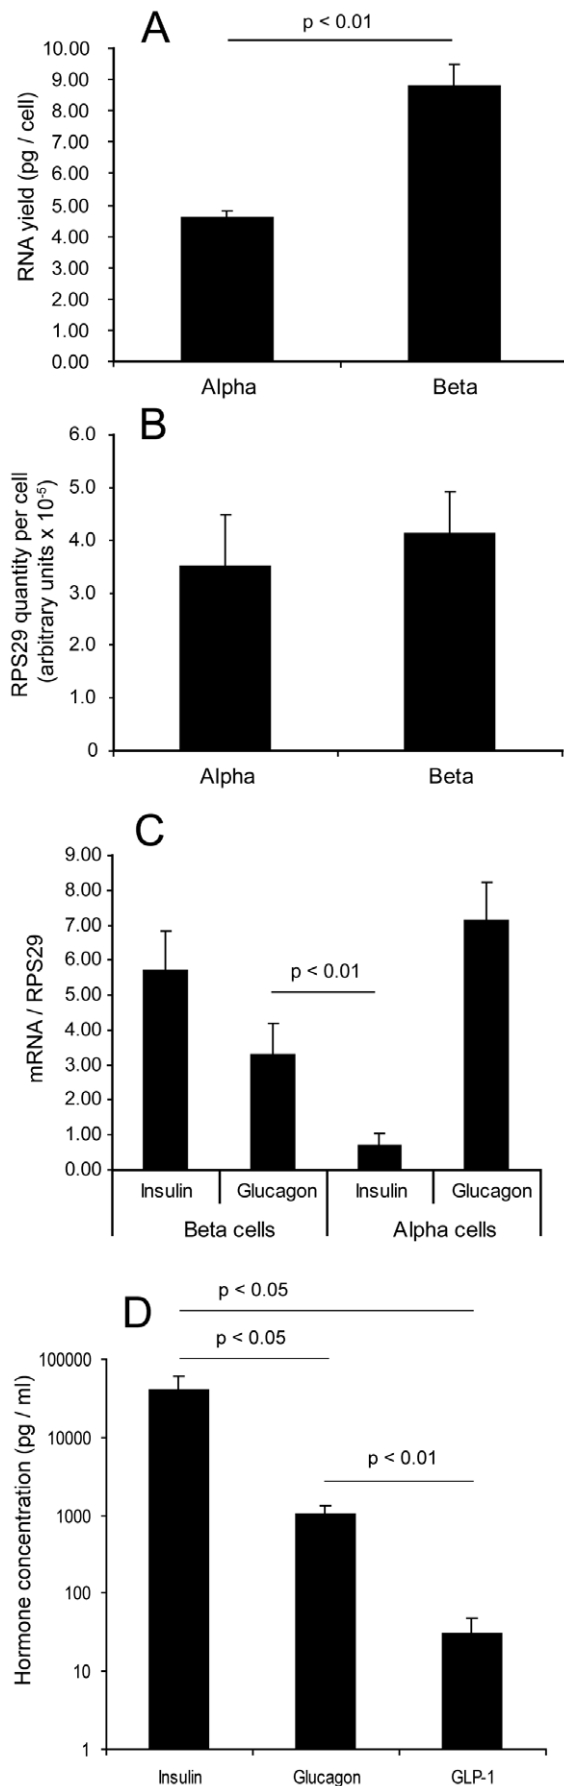 A
p < 0.01
RNA yield (pg / cell)
10.00
9.00
8.00
7.00
6.00
5.00
4.00
3.00
2.00
1.00
0.00
Alpha
Beta
B
RPS29 quantity per cell
(arbitrary units x 10⁻⁵)
6.0
5.0
4.0
3.0
2.0
1.0
0
Alpha
Beta
C
mRNA / RPS29
9.00
8.00
7.00
6.00
5.00
4.00
3.00
2.00
1.00
0.00
p < 0.01
Insulin
Glucagon
Insulin
Glucagon
Beta cells
Alpha cells
D
p < 0.05
p < 0.05
p < 0.01
Hormone concentration (pg / ml)
100000
10000
1000
100
10
1
Insulin
Glucagon
GLP-1